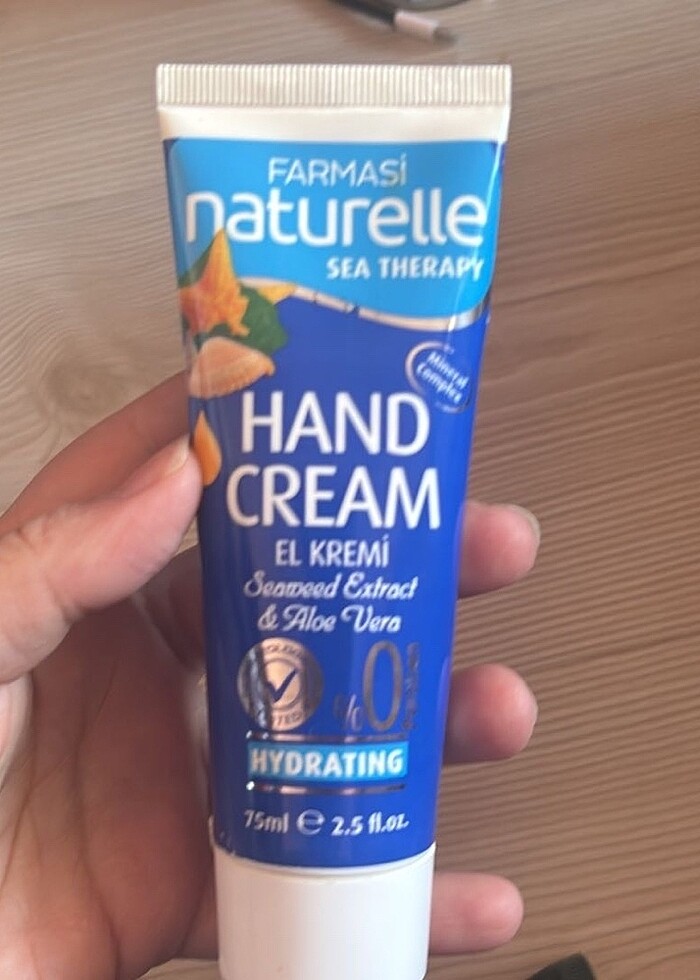 FARMASİ
naturelle
SEA THERAPY
Mineral
Complex
HAND
CREAM
EL KREMİ
Seaweed Extract
& Aloe Vera
%0
HYDRATING
75ml ℮ 2.5 fl.oz.